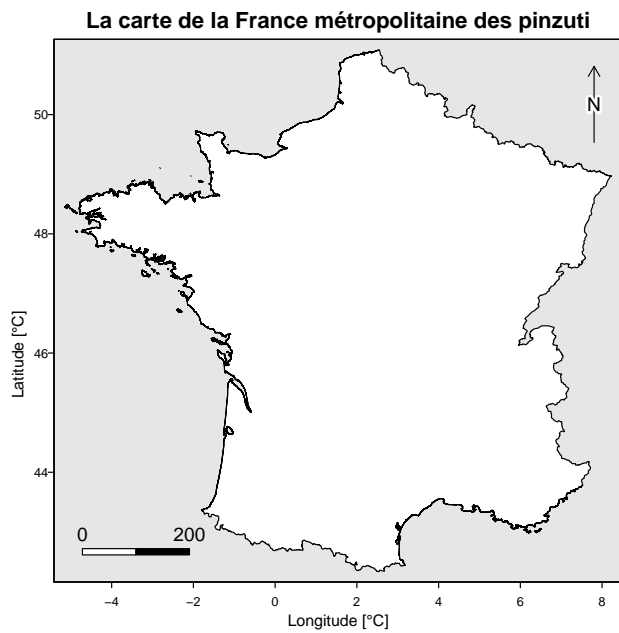 La carte de la France métropolitaine des pinzuti
N
50
48
46
44
Latitude [°C]
0 200
−4 −2 0 2 4 6 8
Longitude [°C]